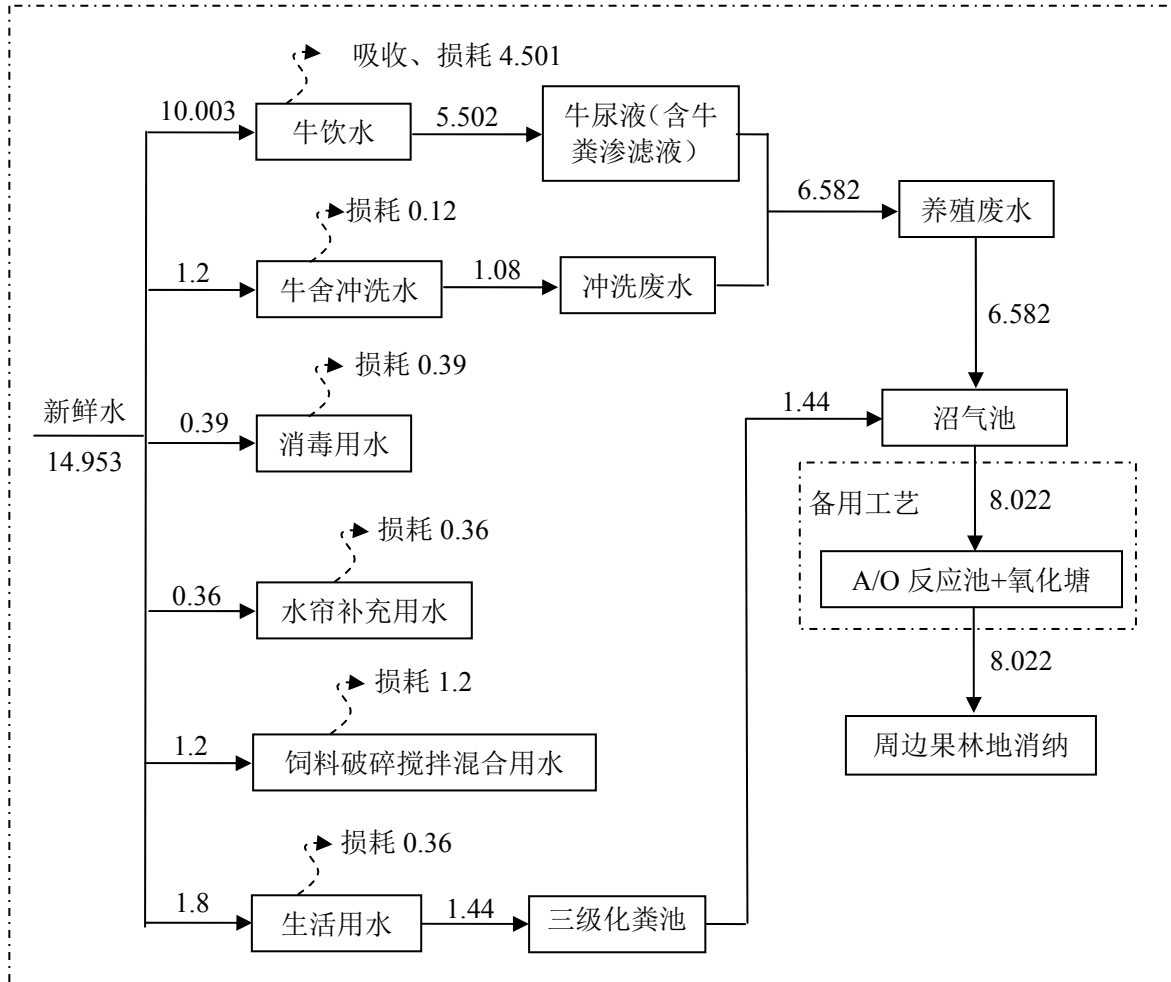 吸收、损耗 4.501
10.003
牛饮水
5.502
牛尿液（含牛
粪渗滤液）
6.582
养殖废水
损耗 0.12
1.2
牛舍冲洗水
1.08
冲洗废水
6.582
损耗 0.39
新鲜水
14.953
0.39
消毒用水
1.44
沼气池
备用工艺
8.022
A/O 反应池+氧化塘
损耗 0.36
0.36
水帘补充用水
8.022
周边果林地消纳
损耗 1.2
1.2
饲料破碎搅拌混合用水
损耗 0.36
1.8
生活用水
1.44
三级化粪池